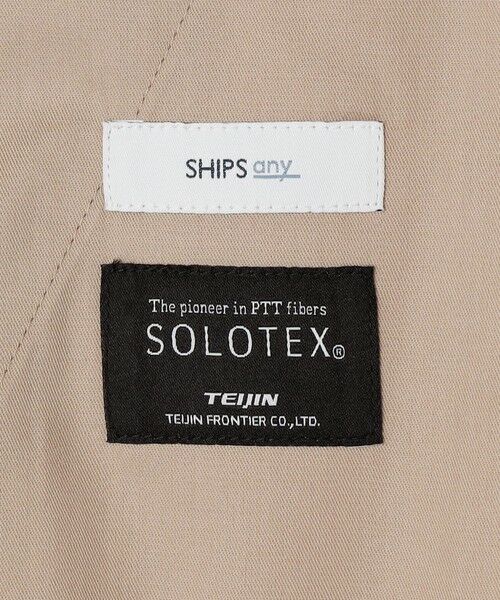 SHIPS any
The pioneer in PTT fibers
SOLOTEX®
TEIJIN
TEIJIN FRONTIER CO.,LTD.